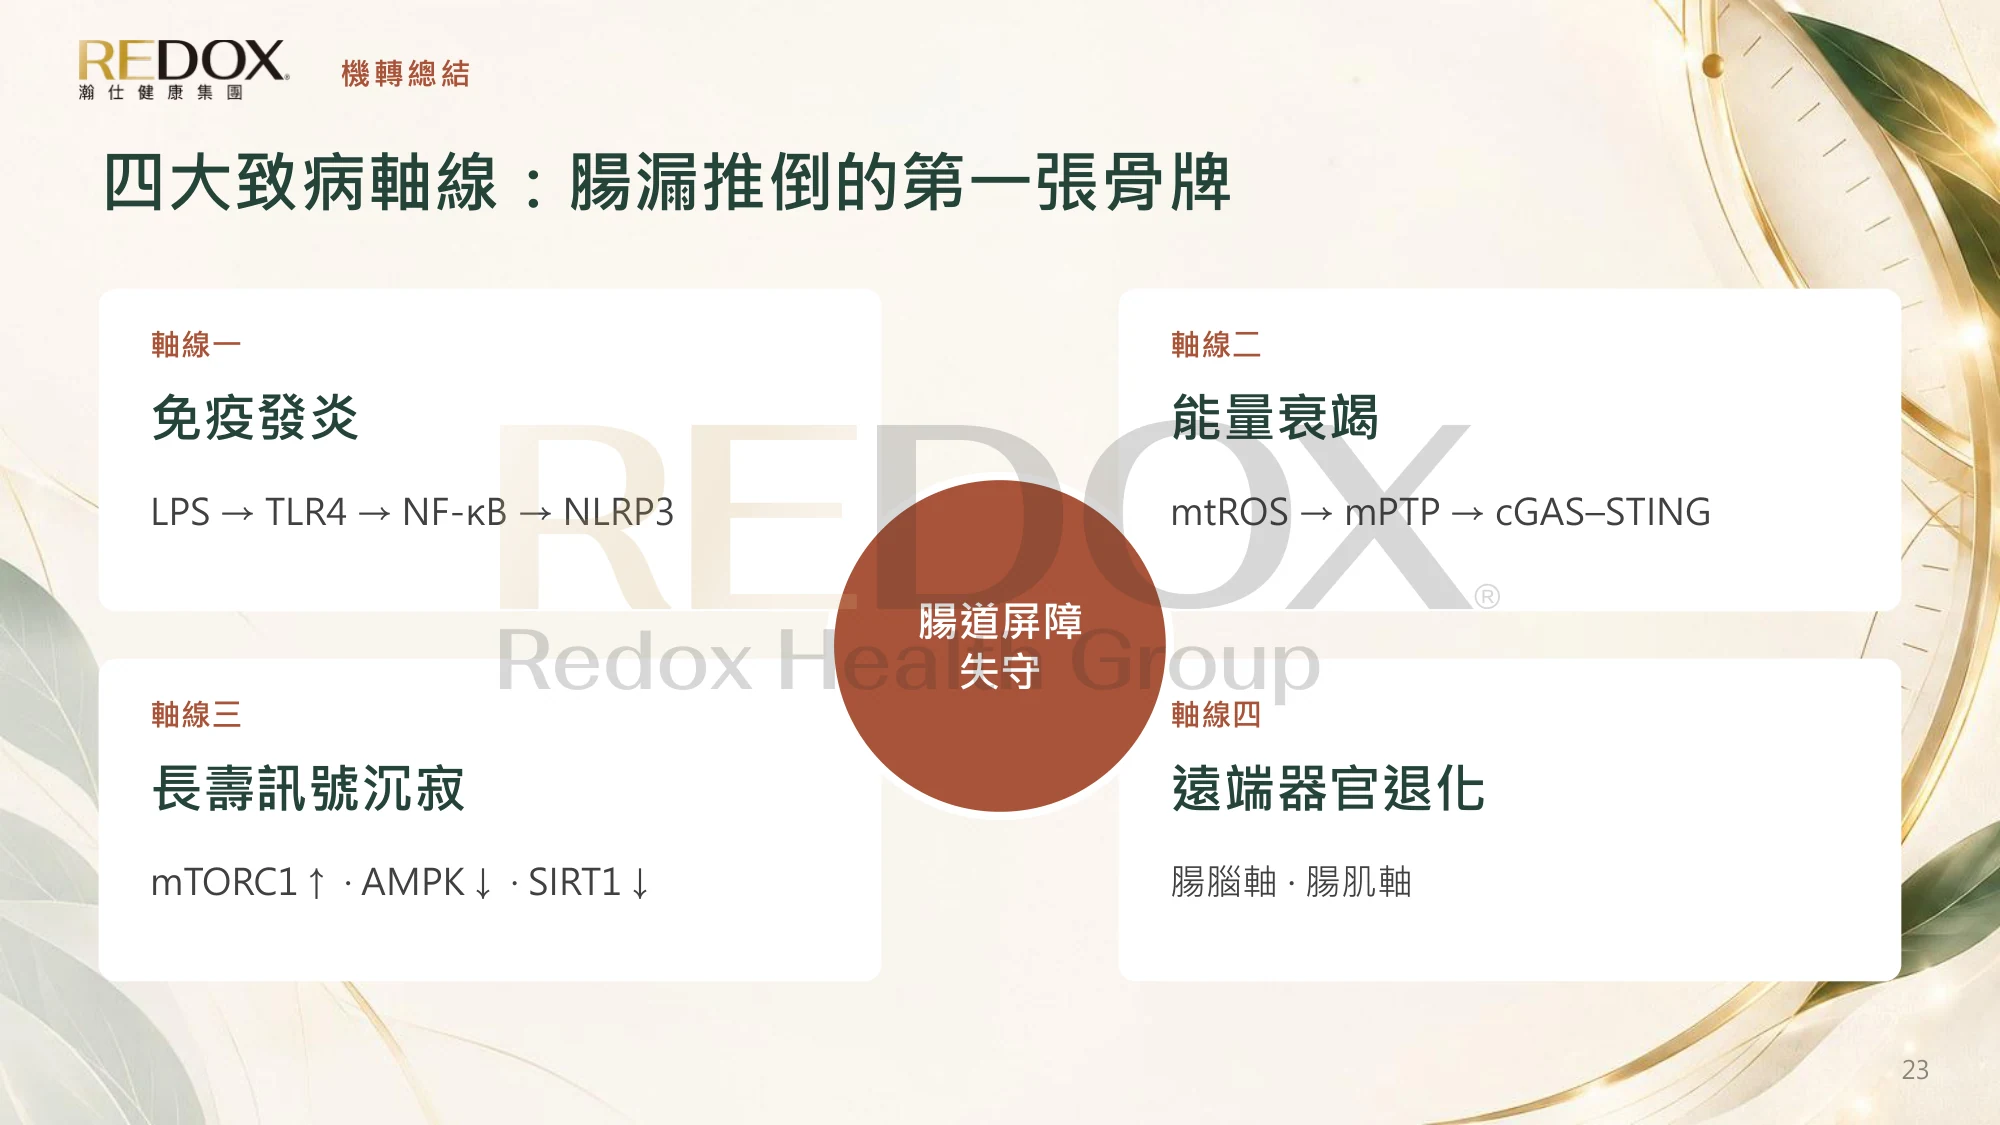 REDOX®
瀚仕健康集團
機轉總結
四大致病軸線：腸漏推倒的第一張骨牌
軸線一
免疫發炎
LPS → TLR4 → NF-κB → NLRP3
軸線二
能量衰竭
mtROS → mPTP → cGAS–STING
腸道屏障
失守
軸線三
長壽訊號沉寂
mTORC1↑ · AMPK↓ · SIRT1↓
軸線四
遠端器官退化
腸腦軸 · 腸肌軸
REDOX®
Redox Health Group
23